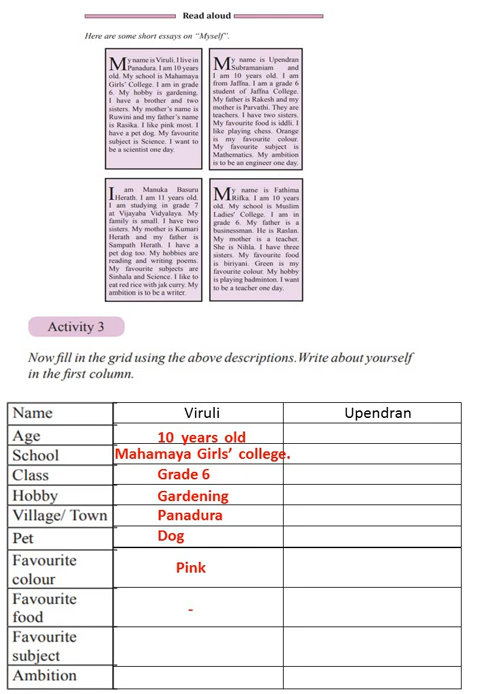 Read aloud
Here are some short essays on "Myself".
My name is Viruli. I live in
Panadura. I am 10 years
old. My school is Mahamaya
Girls' College. I am in grade
6. My hobby is gardening.
I have a brother and two
sisters. My mother's name is
Ruwini and my father's name
is Rasika. I like pink most. I
have a pet dog. My favourite
subject is Science. I want to
be a scientist one day.
My name is Upendran
Subramaniam and
I am 10 years old. I am
from Jaffna. I am a grade 6
student of Jaffna College.
My father is Rakesh and my
mother is Parvathi. They are
teachers. I have two sisters.
My favourite food is iddli. I
like playing chess. Orange
is my favourite colour.
My favourite subject is
Mathematics. My ambition
is to be an engineer one day.
I am Manuka Basuru
Herath. I am 11 years old.
I am studying in grade 7
at Vijayaba Vidyalaya. My
family is small. I have two
sisters. My mother is Kumari
Herath and my father is
Sampath Herath. I have a
pet dog too. My hobbies are
reading and writing poems.
My favourite subjects are
Sinhala and Science. I like to
eat red rice with jak curry. My
ambition is to be a writer.
My name is Fathima
Rifka. I am 10 years
old. My school is Muslim
Ladies' College. I am in
grade 6. My father is a
businessman. He is Raslan.
My mother is a teacher.
She is Nihla. I have three
sisters. My favourite food
is biriyani. Green is my
favourite colour. My hobby
is playing badminton. I want
to be a teacher one day.
Activity 3
Now fill in the grid using the above descriptions. Write about yourself
in the first column.
Name Viruli Upendran
Age 10 years old
School Mahamaya Girls' college.
Class Grade 6
Hobby Gardening
Village/ Town Panadura
Pet Dog
Favourite
colour Pink
Favourite
food -
Favourite
subject
Ambition